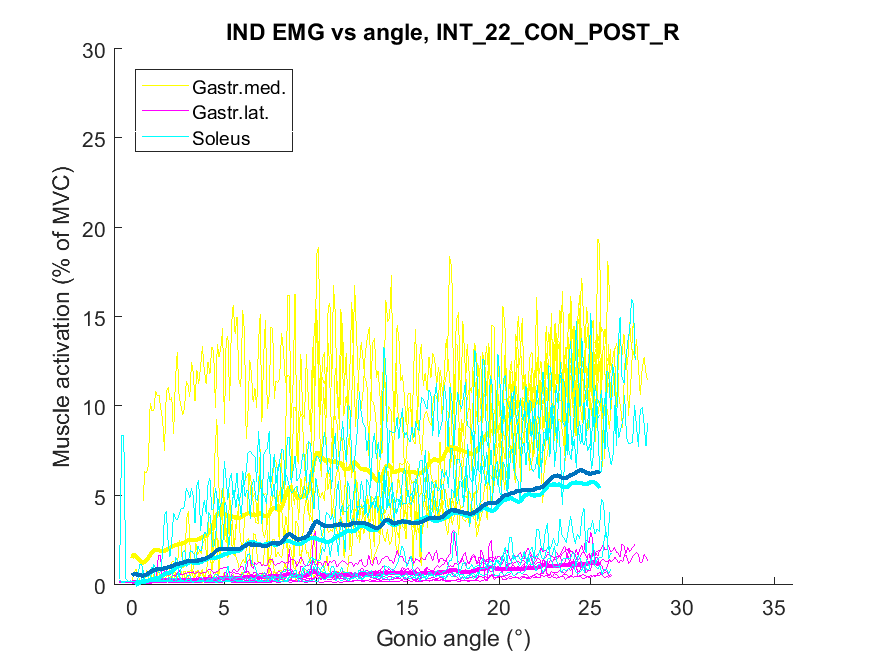 IND EMG vs angle, INT_22_CON_POST_R
30
25
20
15
10
5
0
Muscle activation (% of MVC)
Gastr.med.
Gastr.lat.
Soleus
0 5 10 15 20 25 30 35
Gonio angle (°)